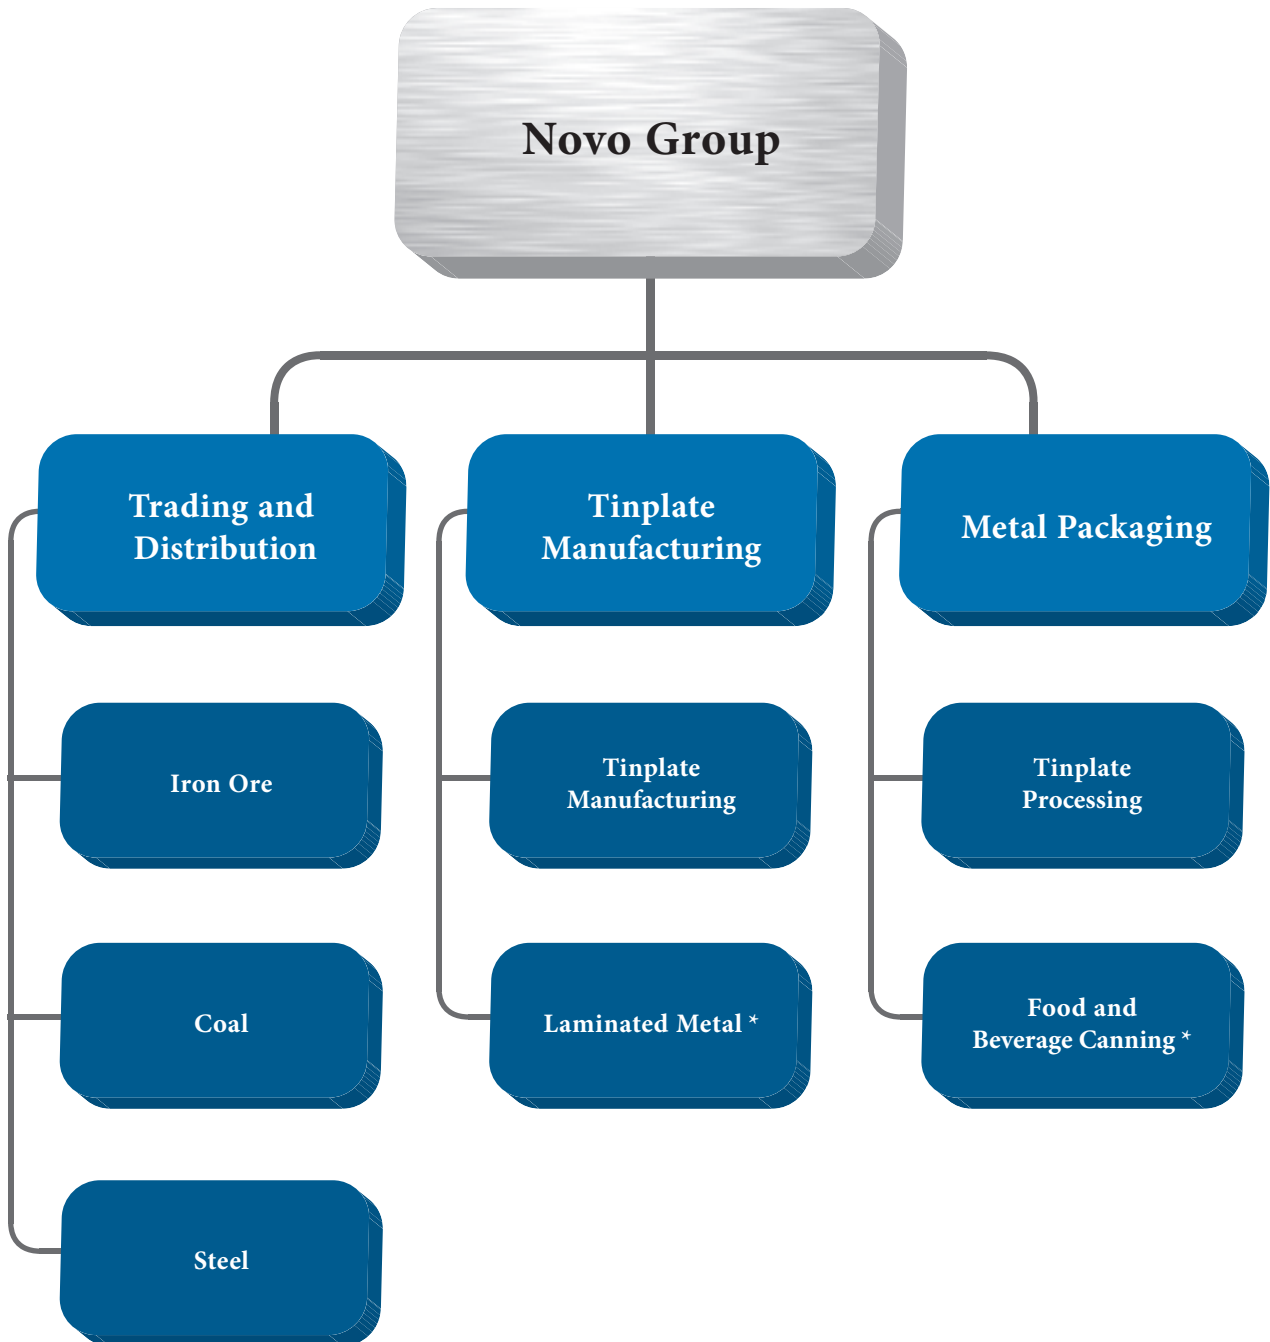 Novo Group
Trading and
Distribution
Tinplate
Manufacturing
Metal Packaging
Iron Ore
Tinplate
Manufacturing
Tinplate
Processing
Coal
Laminated Metal *
Food and
Beverage Canning *
Steel